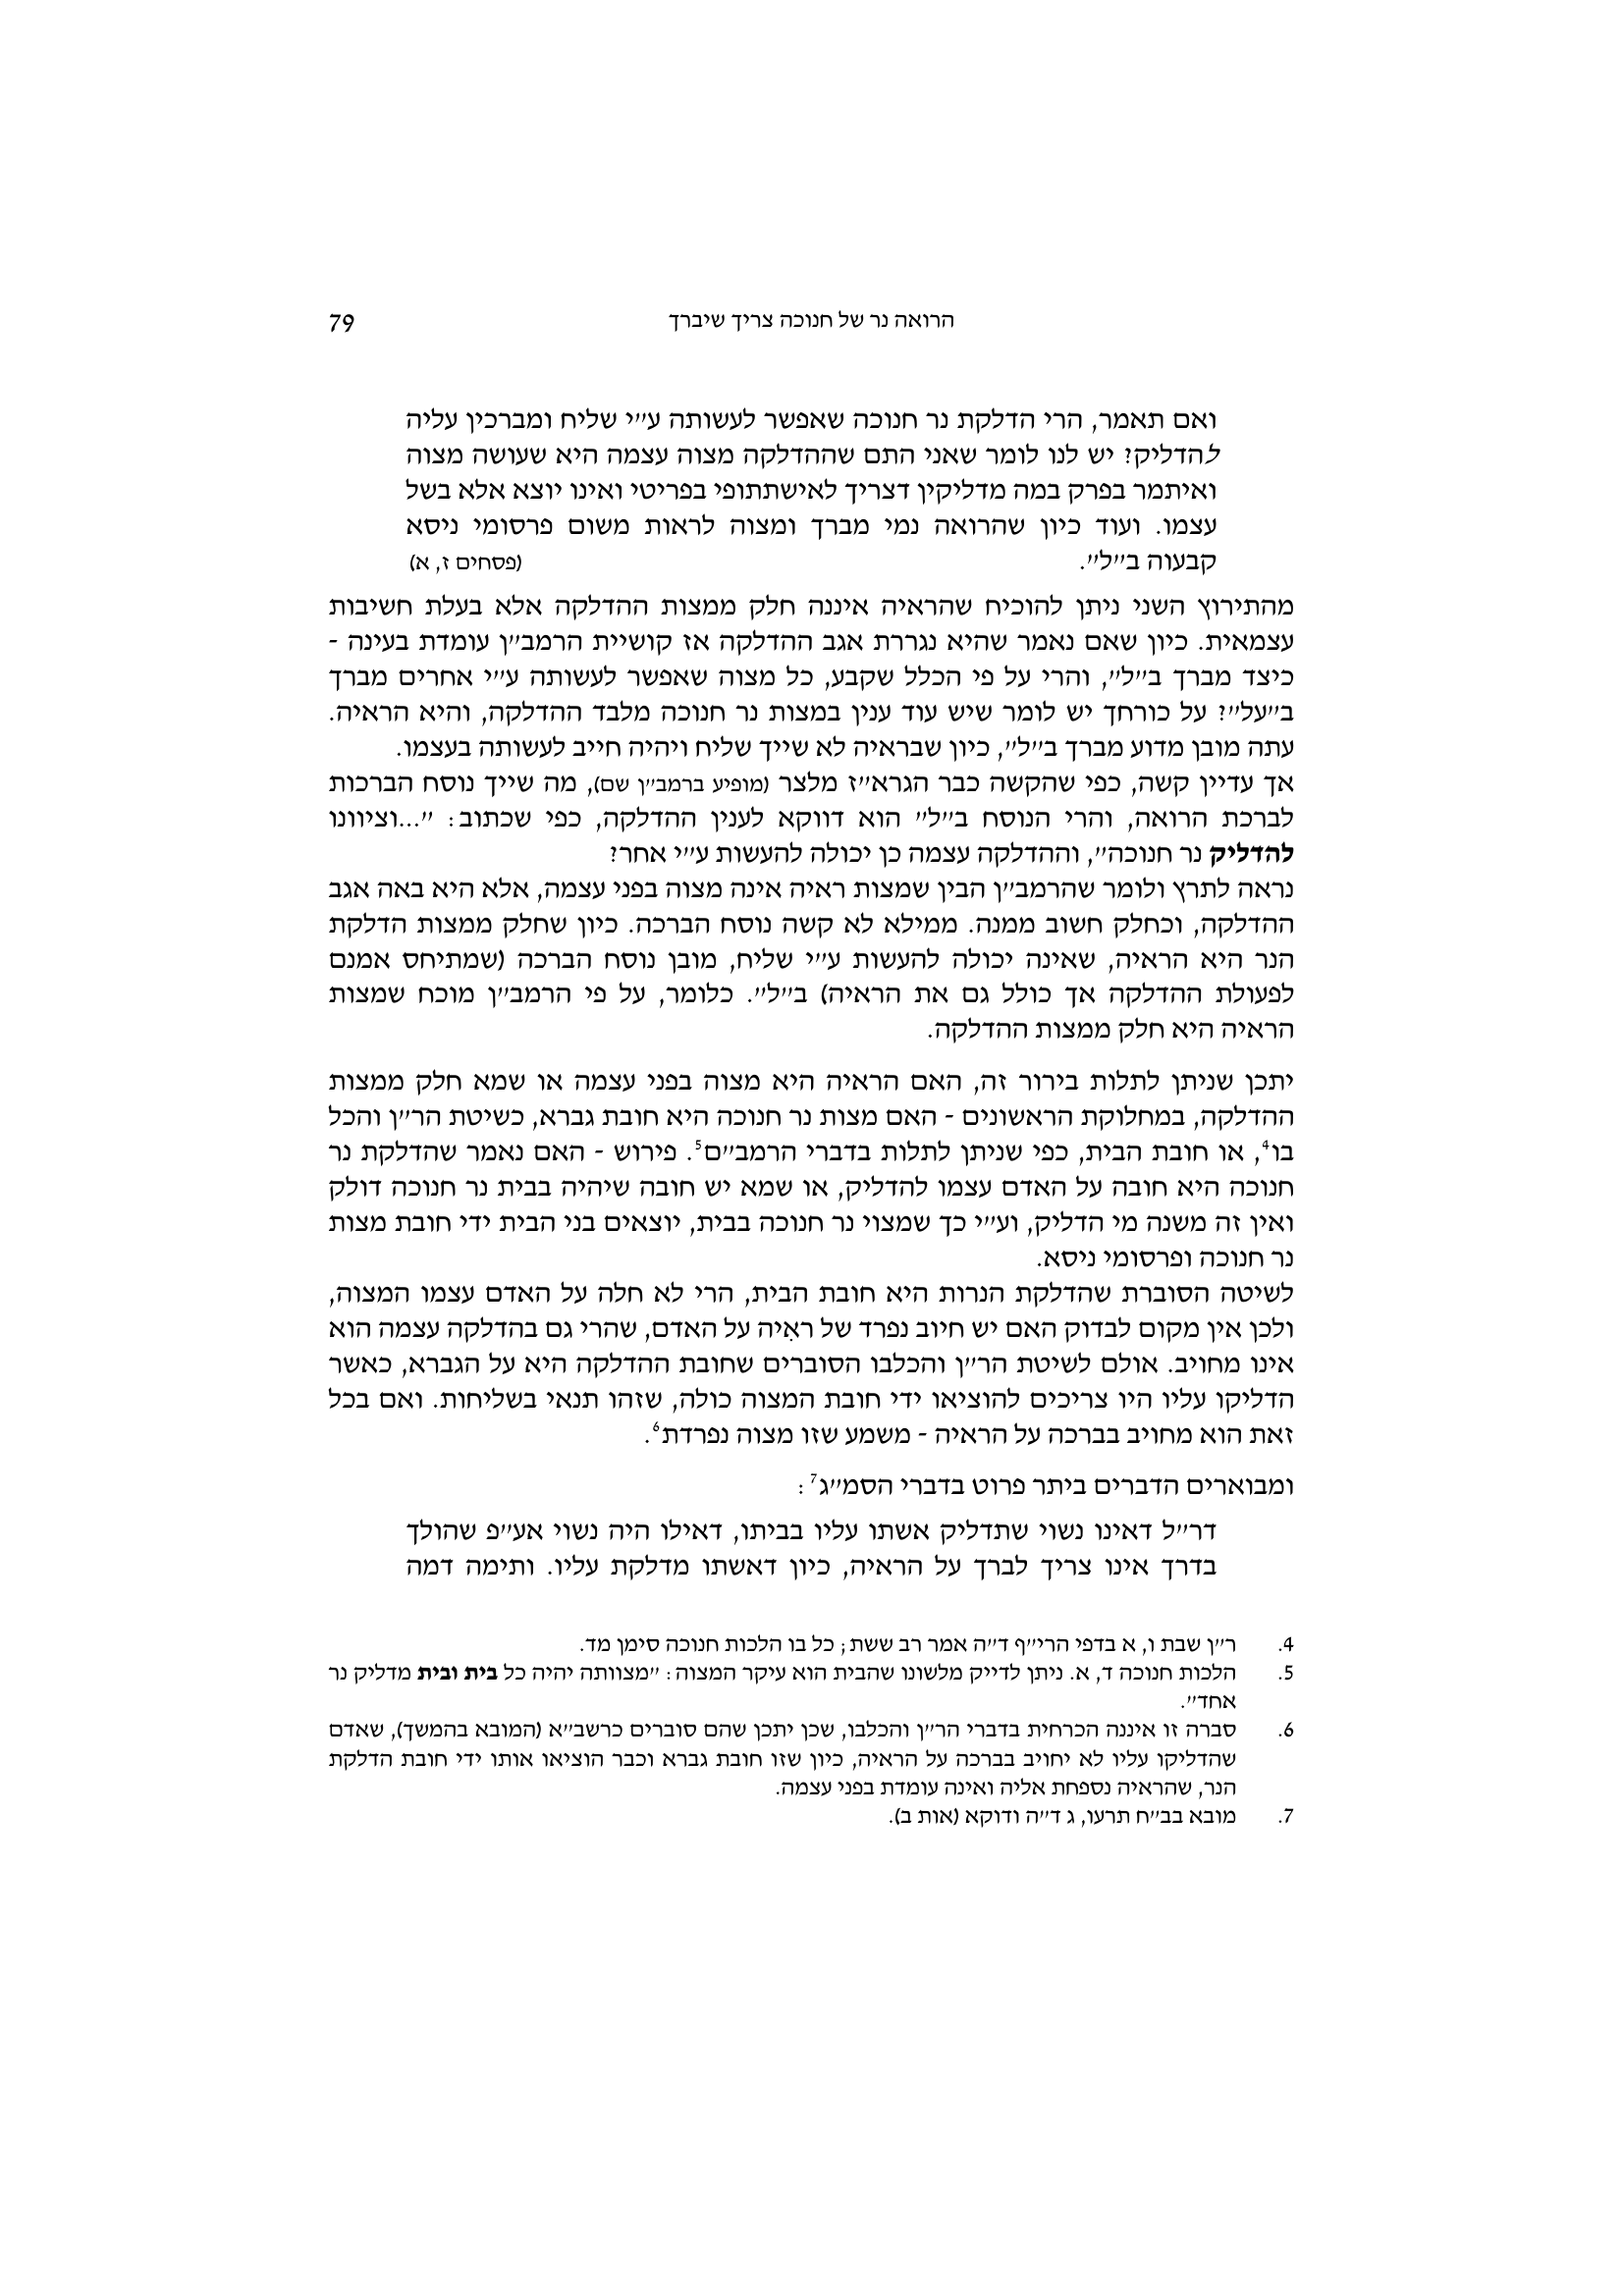 הרואה נר של חנוכה צריך שיברך 79
ואם תאמר, הרי הדלקת נר חנוכה שאפשר לעשותה ע"י שליח ומברכין עליה
להדליק? יש לנו לומר שאני התם שההדלקה מצוה עצמה היא שעושה מצוה
ואיתמר בפרק במה מדליקין דצריך לאישתתופי בפריטי ואינו יוצא אלא בשל
עצמו. ועוד כיון שהרואה נמי מברך ומצוה לראות משום פרסומי ניסא
קבעוה ב"ל". (פסחים ז, א)
מהתירוץ השני ניתן להוכיח שהראיה איננה חלק ממצות ההדלקה אלא בעלת חשיבות
עצמאית. כיון שאם נאמר שהיא נגררת אגב ההדלקה אז קושיית הרמב"ן עומדת בעינה -
כיצד מברך ב"ל", והרי על פי הכלל שקבע, כל מצוה שאפשר לעשותה ע"י אחרים מברך
ב"על"? על כורחך יש לומר שיש עוד ענין במצות נר חנוכה מלבד ההדלקה, והיא הראיה.
עתה מובן מדוע מברך ב"ל", כיון שבראיה לא שייך שליח ויהיה חייב לעשותה בעצמו.
אך עדיין קשה, כפי שהקשה כבר הגרא"ז מלצר (מופיע ברמב"ן שם), מה שייך נוסח הברכות
לברכת הרואה, והרי הנוסח ב"ל" הוא דווקא לענין ההדלקה, כפי שכתוב: "...וציוונו
להדליק נר חנוכה", וההדלקה עצמה כן יכולה להעשות ע"י אחר?
נראה לתרץ ולומר שהרמב"ן הבין שמצות ראיה אינה מצוה בפני עצמה, אלא היא באה אגב
ההדלקה, וכחלק חשוב ממנה. ממילא לא קשה נוסח הברכה. כיון שחלק ממצות הדלקת
הנר היא הראיה, שאינה יכולה להעשות ע"י שליח, מובן נוסח הברכה (שמתיחס אמנם
לפעולת ההדלקה אך כולל גם את הראיה) ב"ל". כלומר, על פי הרמב"ן מוכח שמצות
הראיה היא חלק ממצות ההדלקה.
יתכן שניתן לתלות בירור זה, האם הראיה היא מצוה בפני עצמה או שמא חלק ממצות
ההדלקה, במחלוקת הראשונים - האם מצות נר חנוכה היא חובת גברא, כשיטת הר"ן והכל
בו4, או חובת הבית, כפי שניתן לתלות בדברי הרמב"ם5. פירוש - האם נאמר שהדלקת נר
חנוכה היא חובה על האדם עצמו להדליק, או שמא יש חובה שיהיה בבית נר חנוכה דולק
ואין זה משנה מי הדליק, וע"י כך שמצוי נר חנוכה בבית, יוצאים בני הבית ידי חובת מצות
נר חנוכה ופרסומי ניסא.
לשיטה הסוברת שהדלקת הנרות היא חובת הבית, הרי לא חלה על האדם עצמו המצוה,
ולכן אין מקום לבדוק האם יש חיוב נפרד של ראִיה על האדם, שהרי גם בהדלקה עצמה הוא
אינו מחויב. אולם לשיטת הר"ן והכלבו הסוברים שחובת ההדלקה היא על הגברא, כאשר
הדליקו עליו היו צריכים להוציאו ידי חובת המצוה כולה, שזהו תנאי בשליחות. ואם בכל
זאת הוא מחויב בברכה על הראיה - משמע שזו מצוה נפרדת6.
ומבוארים הדברים ביתר פרוט בדברי הסמ"ג7:
דר"ל דאינו נשוי שתדליק אשתו עליו בביתו, דאילו היה נשוי אע"פ שהולך
בדרך אינו צריך לברך על הראיה, כיון דאשתו מדלקת עליו. ותימה דמה
4. ר"ן שבת ו, א בדפי הרי"ף ד"ה אמר רב ששת; כל בו הלכות חנוכה סימן מד.
5. הלכות חנוכה ד, א. ניתן לדייק מלשונו שהבית הוא עיקר המצוה: "מצוותה יהיה כל בית ובית מדליק נר
אחד".
6. סברה זו איננה הכרחית בדברי הר"ן והכלבו, שכן יתכן שהם סוברים כרשב"א (המובא בהמשך), שאדם
שהדליקו עליו לא יחויב בברכה על הראיה, כיון שזו חובת גברא וכבר הוציאו אותו ידי חובת הדלקת
הנר, שהראיה נספחת אליה ואינה עומדת בפני עצמה.
7. מובא בב"ח תרעו, ג ד"ה ודוקא (אות ב).